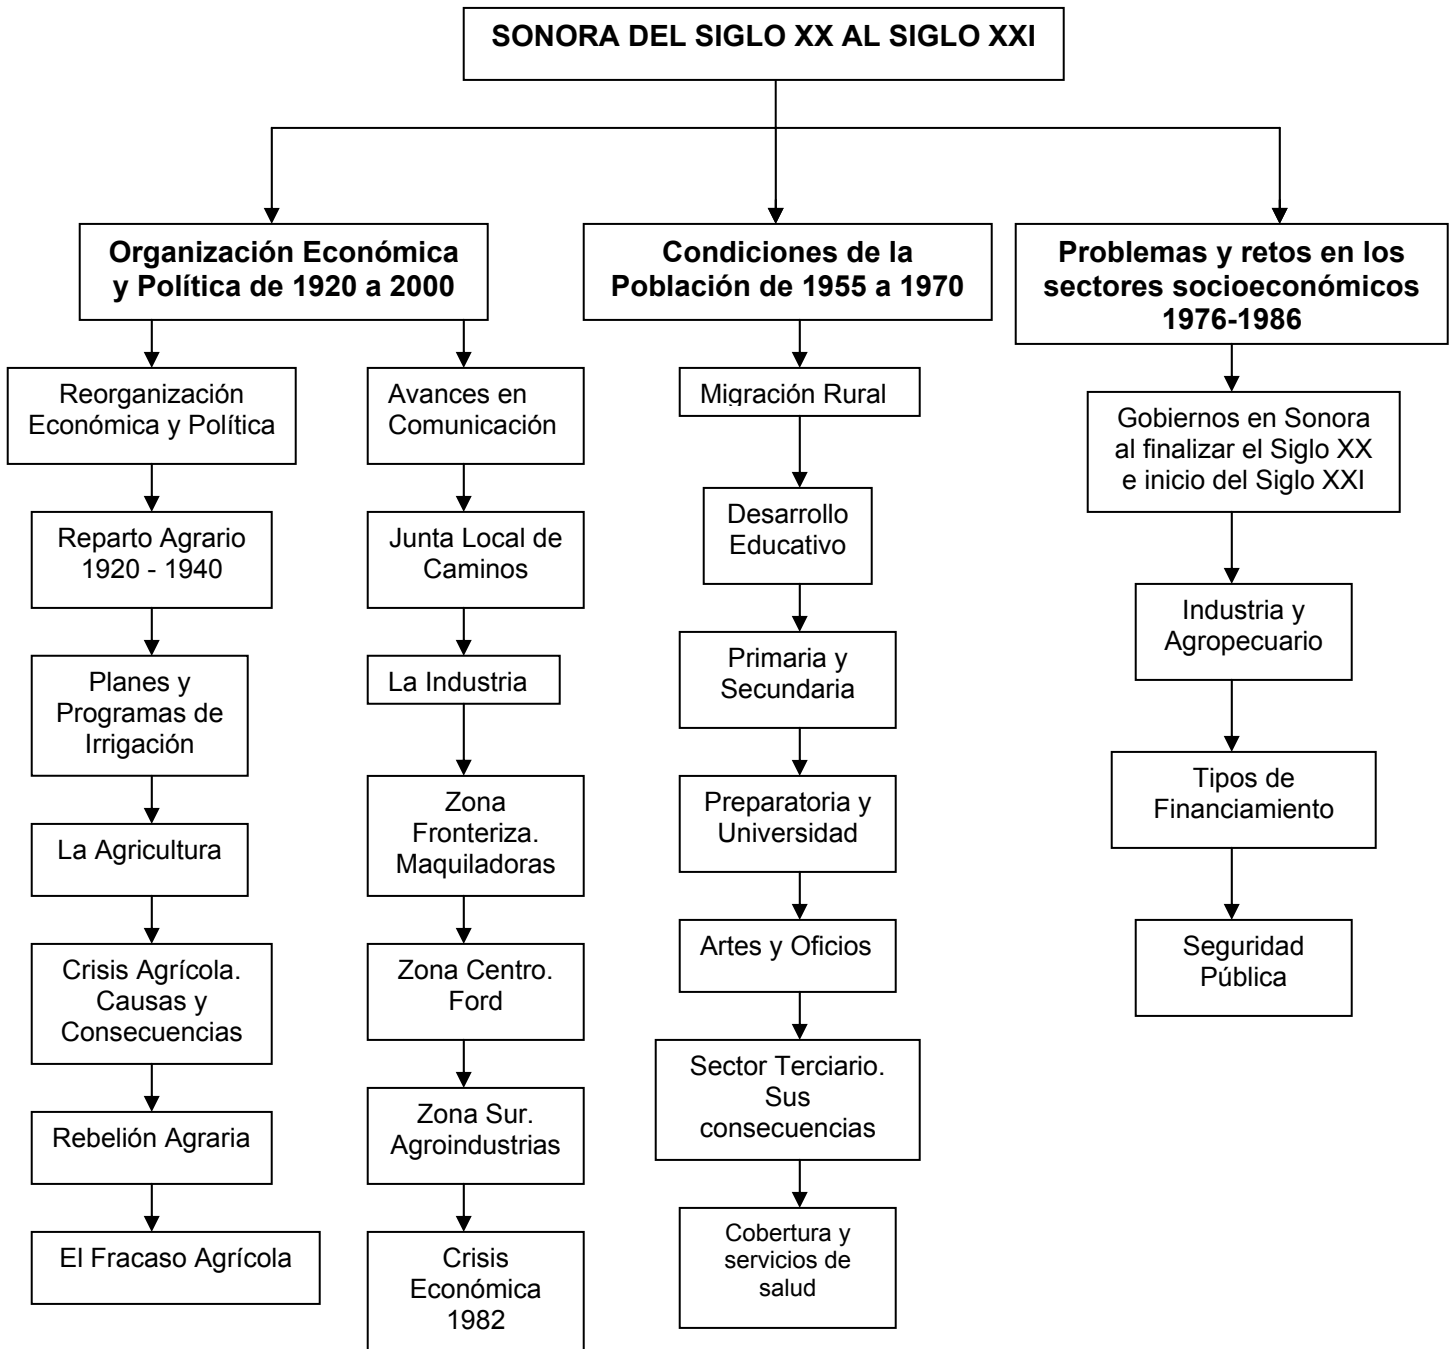 SONORA DEL SIGLO XX AL SIGLO XXI
Organización Económica
y Política de 1920 a 2000
Reorganización
Económica y Política
Reparto Agrario
1920 - 1940
Planes y
Programas de
Irrigación
La Agricultura
Crisis Agrícola.
Causas y
Consecuencias
Rebelión Agraria
El Fracaso Agrícola
Avances en
Comunicación
Junta Local de
Caminos
La Industria
Zona
Fronteriza.
Maquiladoras
Zona Centro.
Ford
Zona Sur.
Agroindustrias
Crisis
Económica
1982
Condiciones de la
Población de 1955 a 1970
Migración Rural
Desarrollo
Educativo
Primaria y
Secundaria
Preparatoria y
Universidad
Artes y Oficios
Sector Terciario.
Sus
consecuencias
Cobertura y
servicios de
salud
Problemas y retos en los
sectores socioeconómicos
1976-1986
Gobiernos en Sonora
al finalizar el Siglo XX
e inicio del Siglo XXI
Industria y
Agropecuario
Tipos de
Financiamiento
Seguridad
Pública